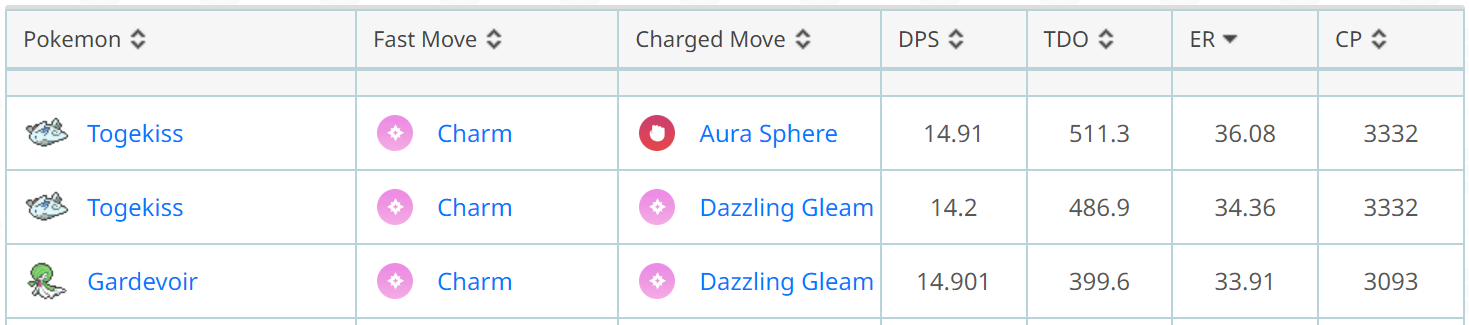 Pokemon Fast Move Charged Move DPS TDO ER CP
Togekiss Charm Aura Sphere 14.91 511.3 36.08 3332
Togekiss Charm Dazzling Gleam 14.2 486.9 34.36 3332
Gardevoir Charm Dazzling Gleam 14.901 399.6 33.91 3093